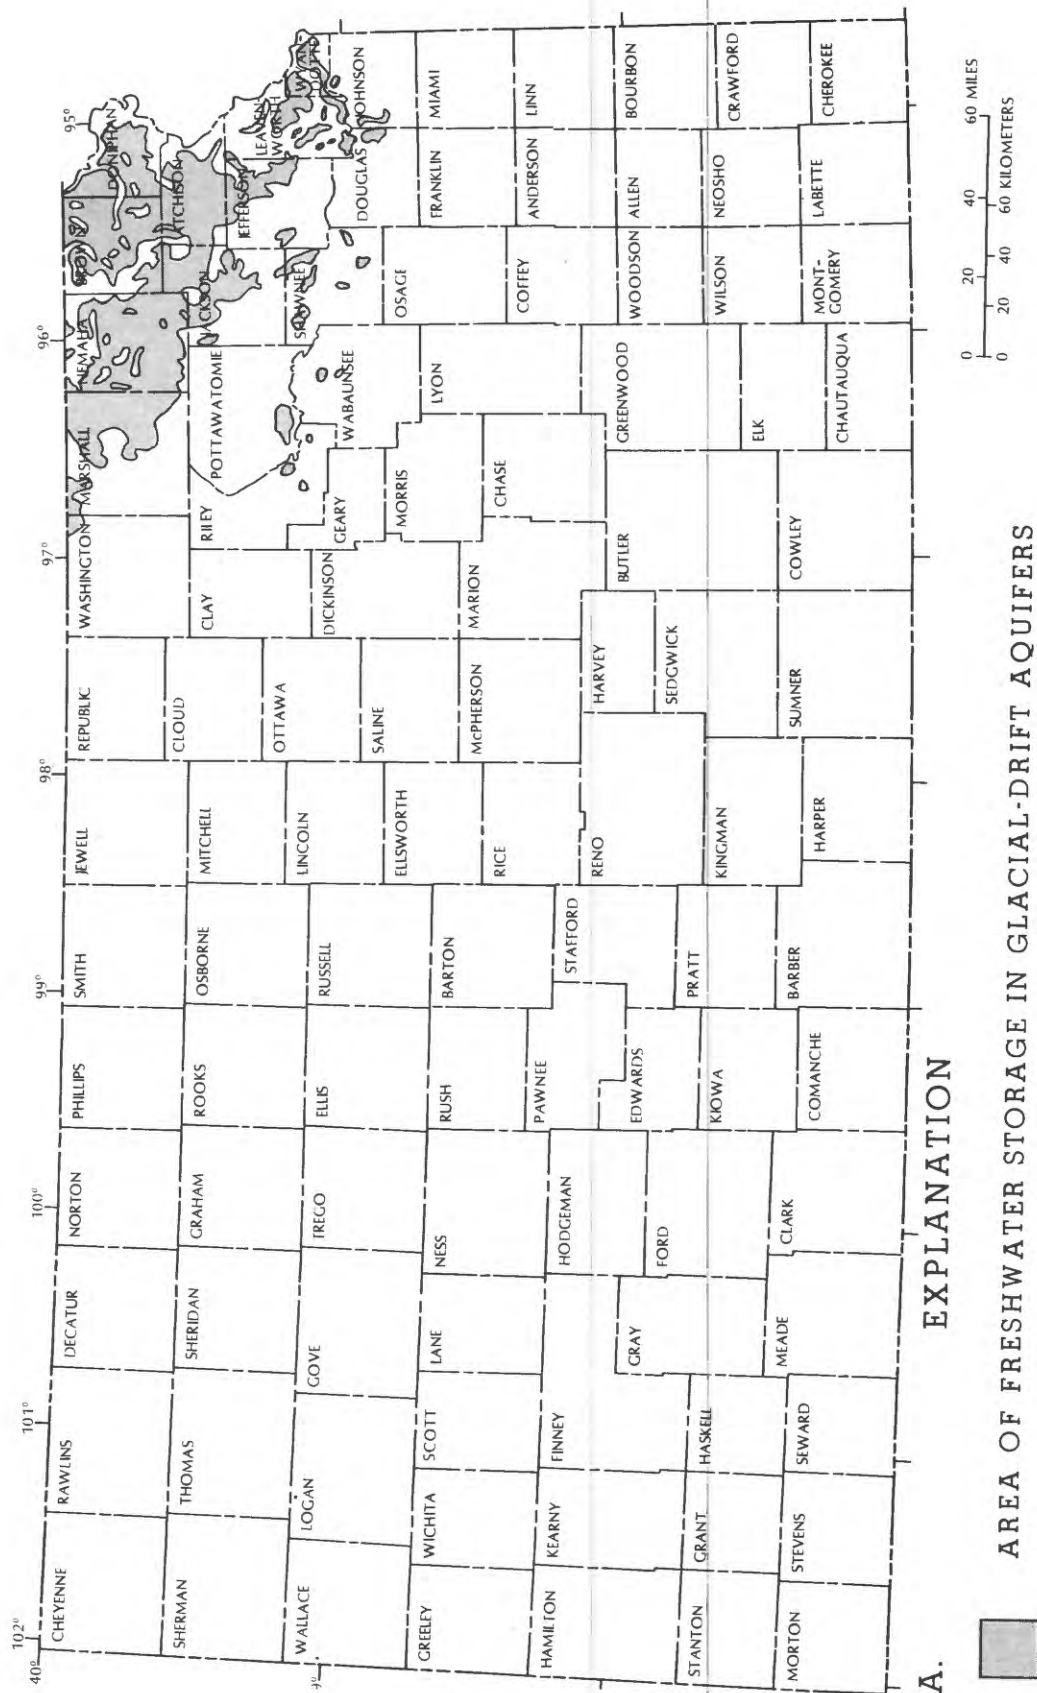 102°
101°
100°
99°
98°
97°
96°
95°
40°
CHEYENNE
RAWLINS
DECATUR
NORTON
PHILLIPS
SMITH
JEWELL
REPUBLIC
WASHINGTON
MARSHALL
NEMAHA
BROWN
DONIPHAN
SHERMAN
THOMAS
SHERIDAN
GRAHAM
ROOKS
OSBORNE
MITCHELL
CLOUD
CLAY
RILEY
POTTAWATOMIE
JACKSON
ATCHISON
JEFFERSON
LEAVEN-
WORTH
WYAN-
DOTTE
WALLACE
LOGAN
GOVE
TREGO
ELLIS
RUSSELL
LINCOLN
OTTAWA
DICKINSON
GEARY
WABAUNSEE
SHAWNEE
DOUGLAS
JOHNSON
9°
GREELEY
WICHITA
SCOTT
LANE
NESS
RUSH
BARTON
ELLSWORTH
SALINE
MORRIS
LYON
OSAGE
FRANKLIN
MIAMI
HAMILTON
KEARNY
FINNEY
HODGEMAN
PAWNEE
STAFFORD
RICE
McPHERSON
MARION
CHASE
COFFEY
ANDERSON
LINN
GRAY
FORD
EDWARDS
RENO
HARVEY
BUTLER
GREENWOOD
WOODSON
ALLEN
BOURBON
STANTON
GRANT
HASKELL
KIOWA
PRATT
KINGMAN
SEDGWICK
ELK
WILSON
NEOSHO
CRAWFORD
MORTON
STEVENS
SEWARD
MEADE
CLARK
COMANCHE
BARBER
HARPER
SUMNER
COWLEY
CHAUTAUQUA
MONT-
GOMERY
LABETTE
CHEROKEE
A.
EXPLANATION
0 20 40 60 MILES
0 20 40 60 KILOMETERS
AREA OF FRESHWATER STORAGE IN GLACIAL-DRIFT AQUIFERS